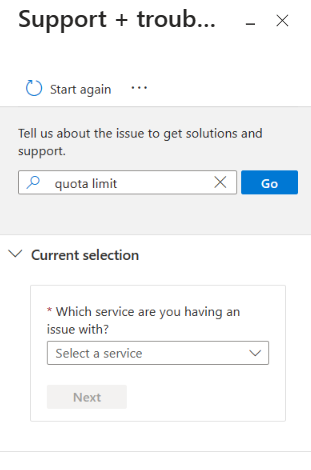 Support + troub...
Start again ...
Tell us about the issue to get solutions and
support.
quota limit
Go
Current selection
* Which service are you having an
issue with?
Select a service
Next